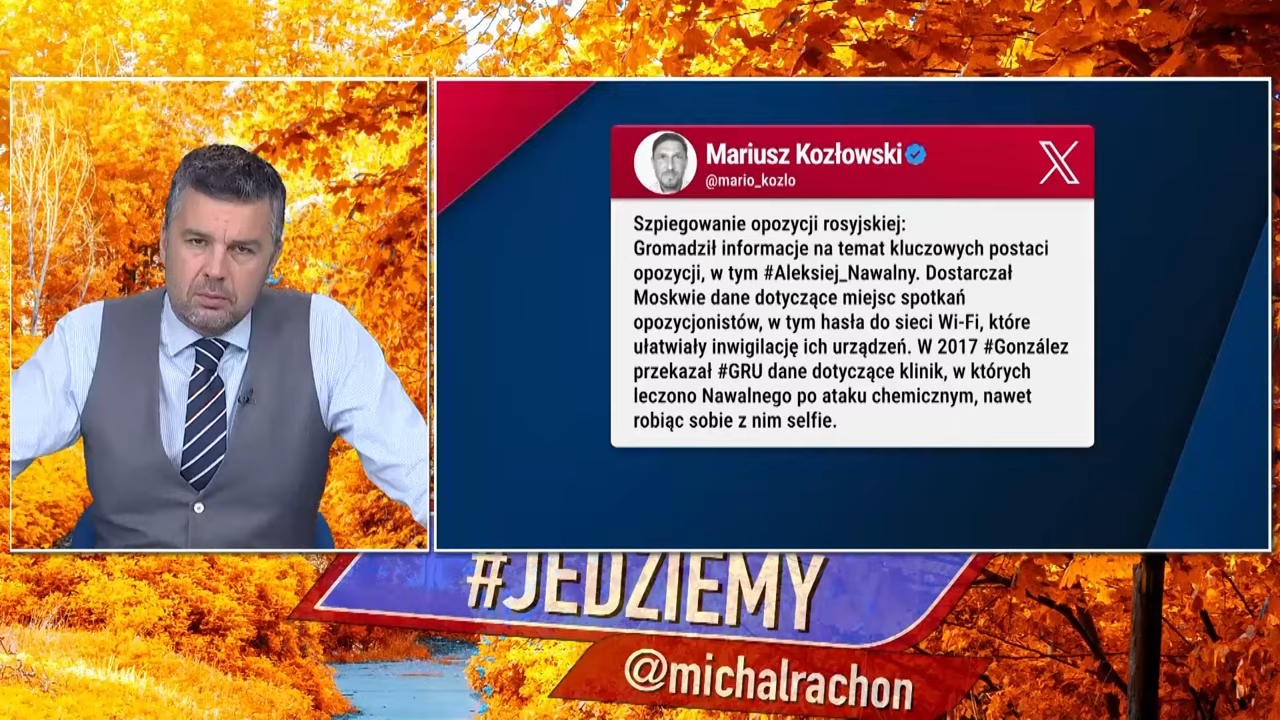 Mariusz Kozłowski
@mario_kozlo
Szpiegowanie opozycji rosyjskiej:
Gromadził informacje na temat kluczowych postaci
opozycji, w tym #Aleksiej_Nawalny. Dostarczał
Moskwie dane dotyczące miejsc spotkań
opozycjonistów, w tym hasła do sieci Wi-Fi, które
ułatwiały inwigilację ich urządzeń. W 2017 #González
przekazał #GRU dane dotyczące klinik, w których
leczono Nawalnego po ataku chemicznym, nawet
robiąc sobie z nim selfie.
#JEDZIEMY
@michalrachon